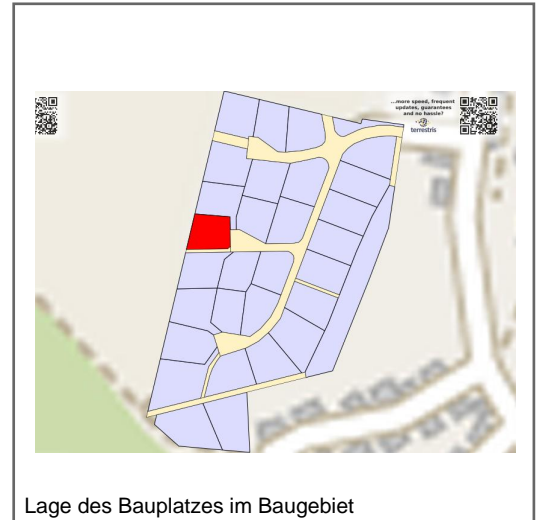 ...more speed, frequent
updates, guarantees
and no hassle?
terrestris
Lage des Bauplatzes im Baugebiet